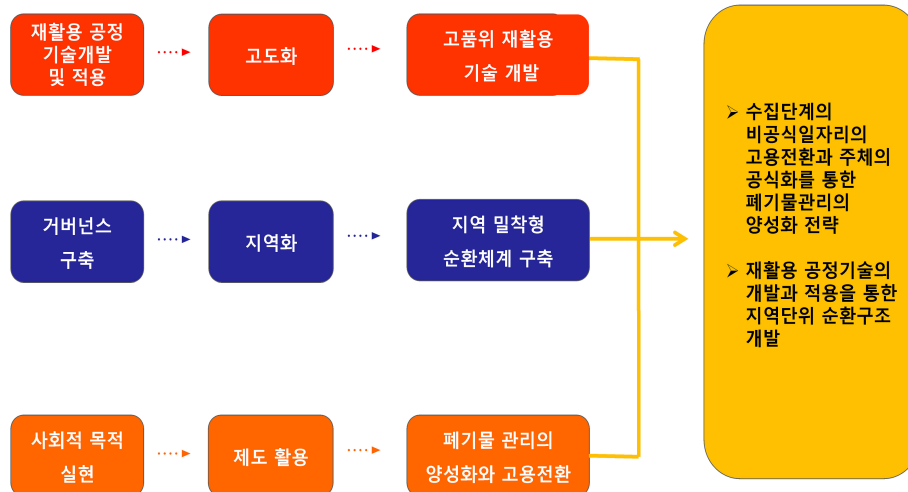 재활용 공정
기술개발
및 적용
고도화
고품위 재활용
기술 개발
거버넌스
구축
지역화
지역 밀착형
순환체계 구축
사회적 목적
실현
제도 활용
폐기물 관리의
양성화와 고용전환
➢ 수집단계의
비공식일자리의
고용전환과 주체의
공식화를 통한
폐기물관리의
양성화 전략
➢ 재활용 공정기술의
개발과 적용을 통한
지역단위 순환구조
개발